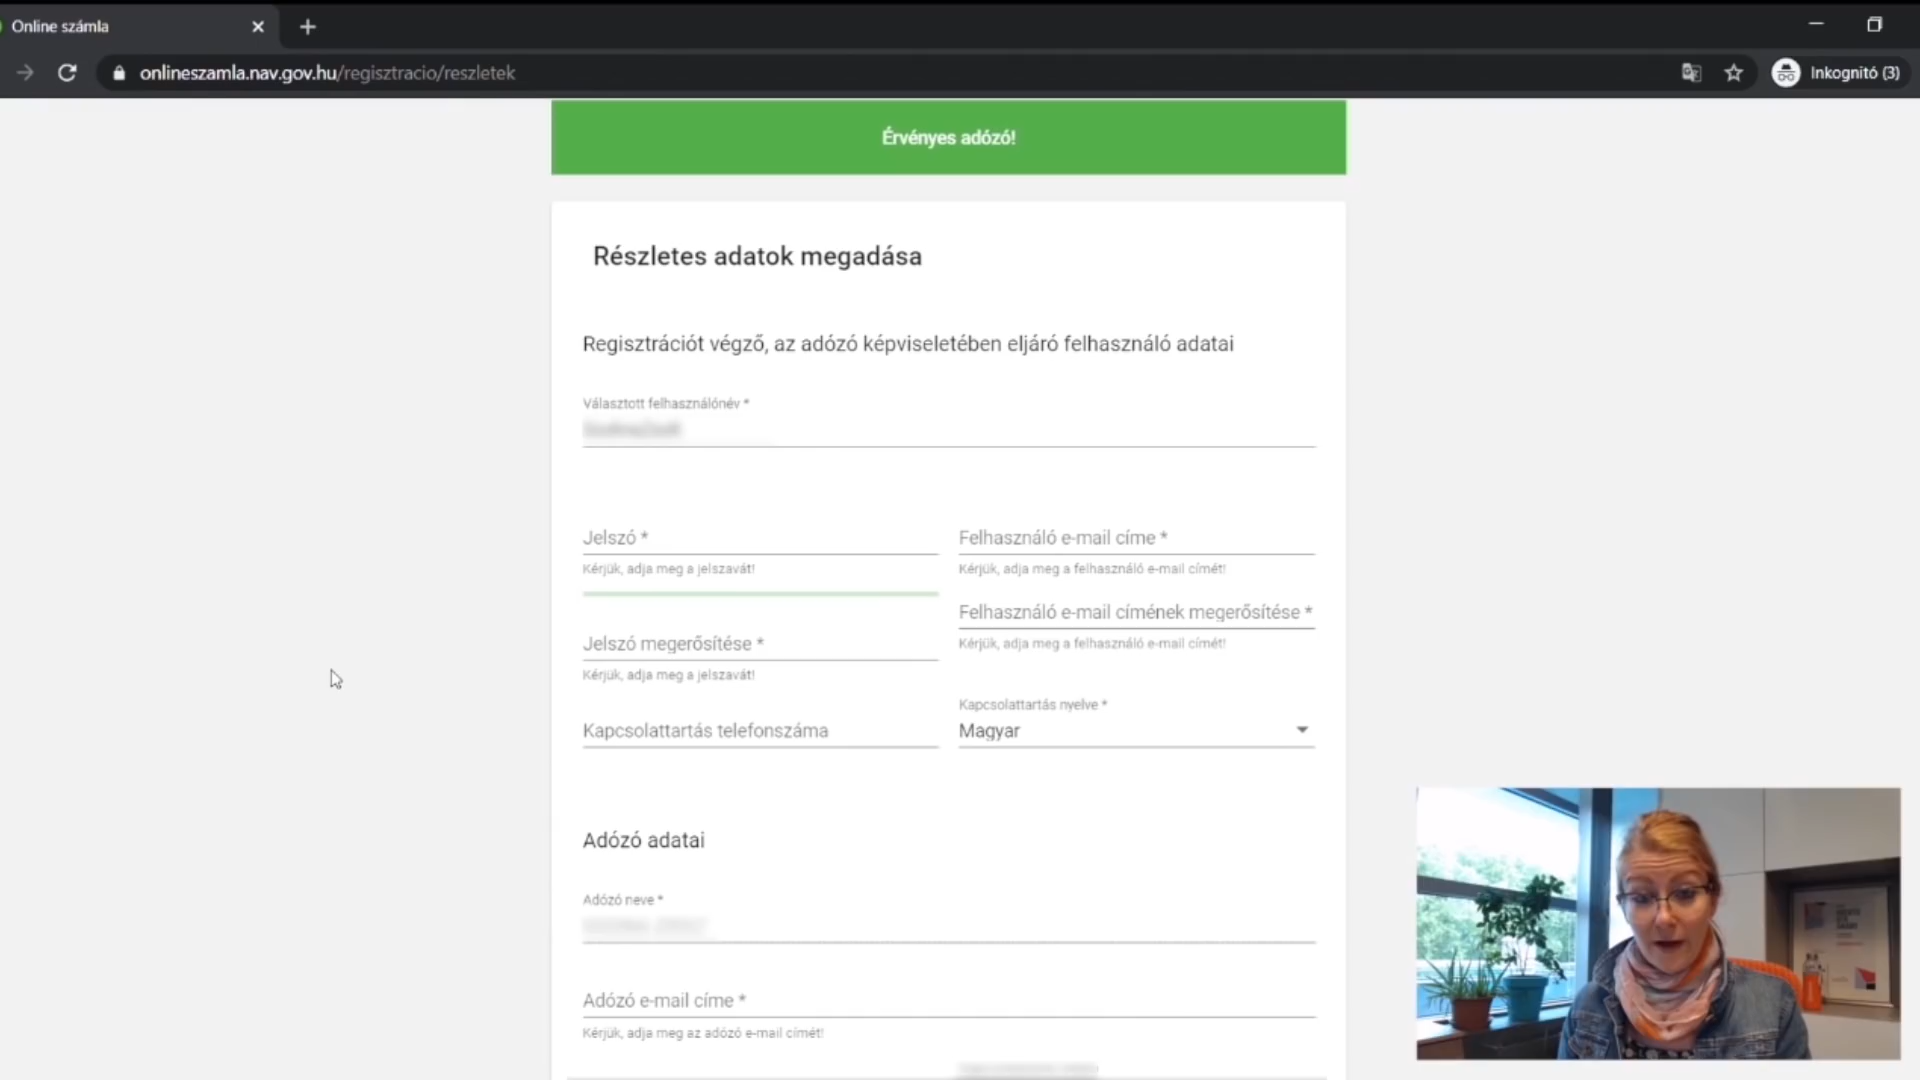 Online számla
onlineszamla.nav.gov.hu/regisztracio/reszletek
Inkognitó (3)
Érvényes adózó!
Részletes adatok megadása
Regisztrációt végző, az adózó képviseletében eljáró felhasználó adatai
Választott felhasználónév *
Jelszó *
Kérjük, adja meg a jelszavát!
Felhasználó e-mail címe *
Kérjük, adja meg a felhasználó e-mail címét!
Felhasználó e-mail címének megerősítése *
Kérjük, adja meg a felhasználó e-mail címét!
Jelszó megerősítése *
Kérjük, adja meg a jelszavát!
Kapcsolattartás telefonszáma
Kapcsolattartás nyelve *
Magyar
Adózó adatai
Adózó neve *
Adózó e-mail címe *
Kérjük, adja meg az adózó e-mail címét!